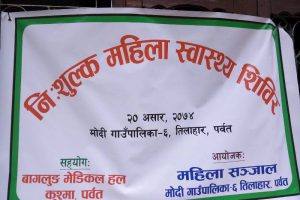 नि:शुल्क महिला स्वास्थ्य शिविर
२० असार, २०७४
मोदी गाउँपालिका-६, तिलाहार, पर्वत
सहयोग:
बागलुङ मेडिकल हल
कुश्मा, पर्वत
आयोजक:
महिला सञ्जाल
मोदी गाउँपालिका-६ तिलाहार, पर्वत